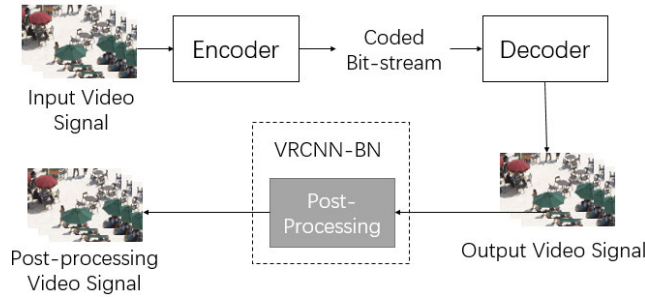 Input Video
Signal
Encoder
Coded
Bit-stream
Decoder
VRCNN-BN
Post-
Processing
Output Video Signal
Post-processing
Video Signal